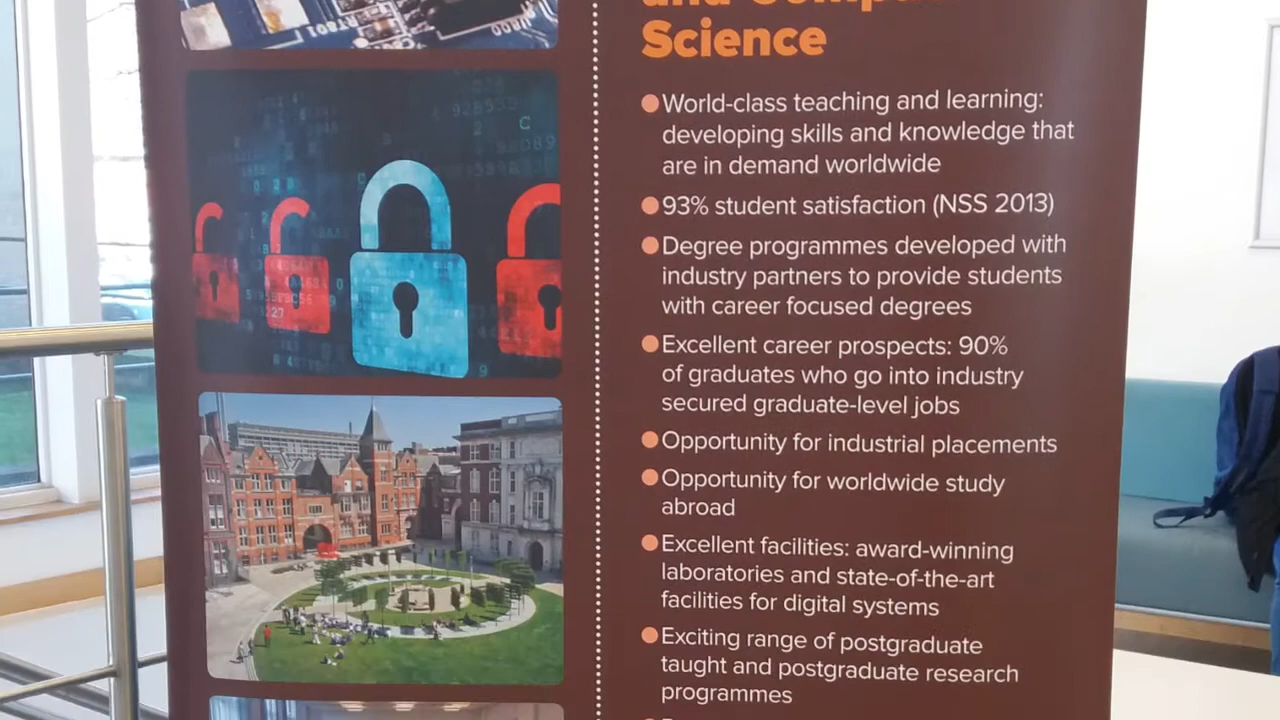 Science
World-class teaching and learning:
developing skills and knowledge that
are in demand worldwide
93% student satisfaction (NSS 2013)
Degree programmes developed with
industry partners to provide students
with career focused degrees
Excellent career prospects: 90%
of graduates who go into industry
secured graduate-level jobs
Opportunity for industrial placements
Opportunity for worldwide study
abroad
Excellent facilities: award-winning
laboratories and state-of-the-art
facilities for digital systems
Exciting range of postgraduate
taught and postgraduate research
programmes